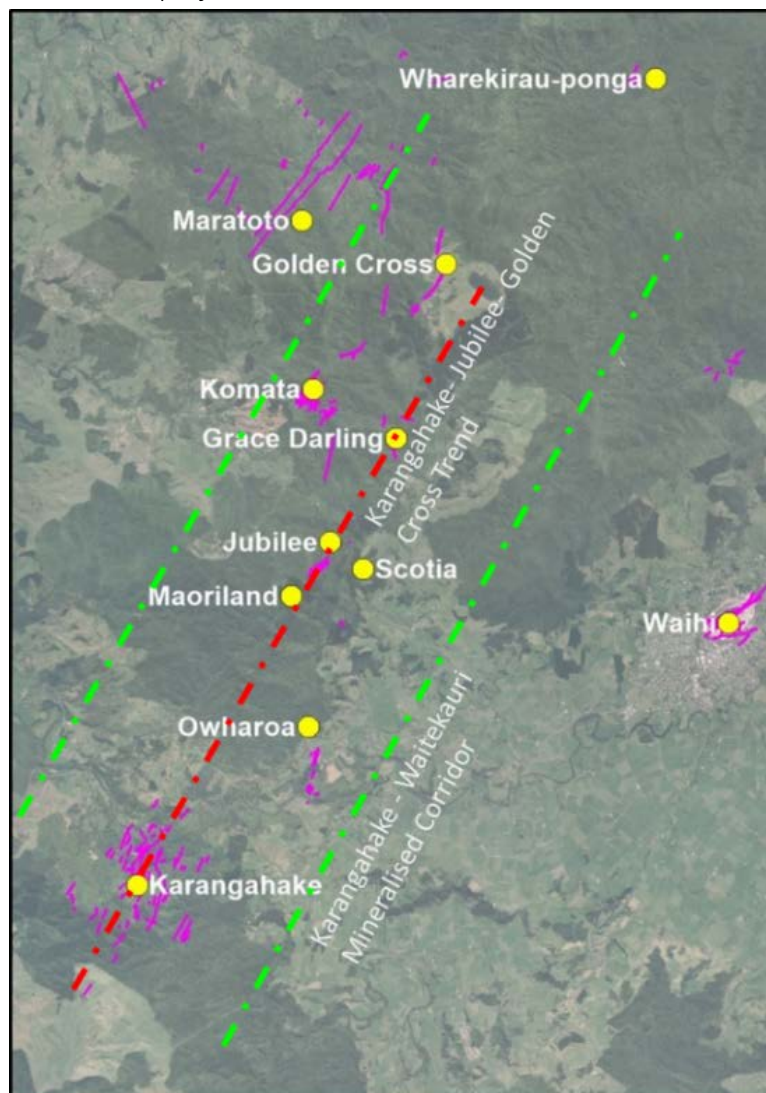 Wharekirau-ponga
Maratoto
Golden Cross
Karangahake- Jubilee- Golden
Cross Trend
Komata
Grace Darling
Jubilee
Scotia
Maoriland
Waihi
Owharoa
Karangahake - Waitekauri
Mineralised Corridor
Karangahake